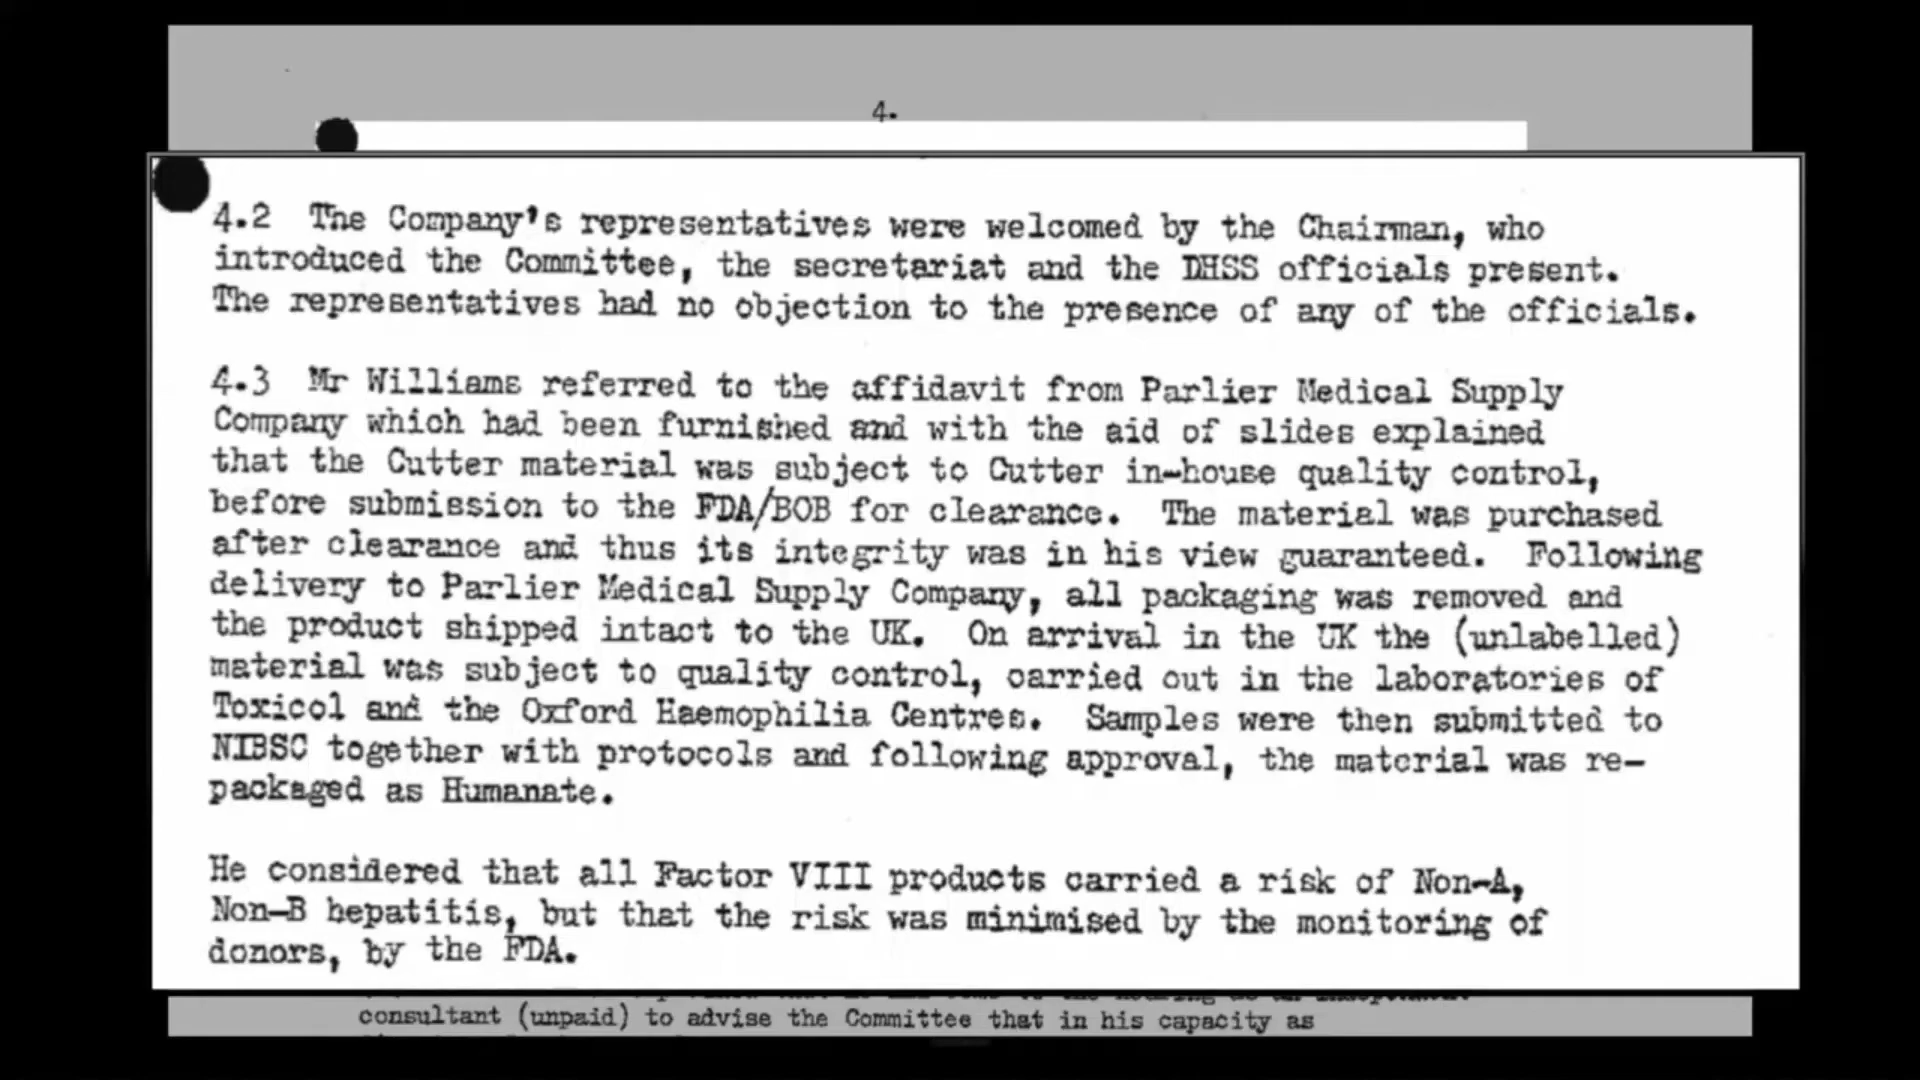 4.
4.2 The Company's representatives were welcomed by the Chairman, who
introduced the Committee, the secretariat and the DHSS officials present.
The representatives had no objection to the presence of any of the officials.
4.3 Mr Williams referred to the affidavit from Parlier Medical Supply
Company which had been furnished and with the aid of slides explained
that the Cutter material was subject to Cutter in-house quality control,
before submission to the FDA/BOB for clearance. The material was purchased
after clearance and thus its integrity was in his view guaranteed. Following
delivery to Parlier Medical Supply Company, all packaging was removed and
the product shipped intact to the UK. On arrival in the UK the (unlabelled)
material was subject to quality control, carried out in the laboratories of
Toxicol and the Oxford Haemophilia Centres. Samples were then submitted to
NIBSC together with protocols and following approval, the material was re-
packaged as Humanate.
He considered that all Factor VIII products carried a risk of Non-A,
Non-B hepatitis, but that the risk was minimised by the monitoring of
donors, by the FDA.
consultant (unpaid) to advise the Committee that in his capacity as